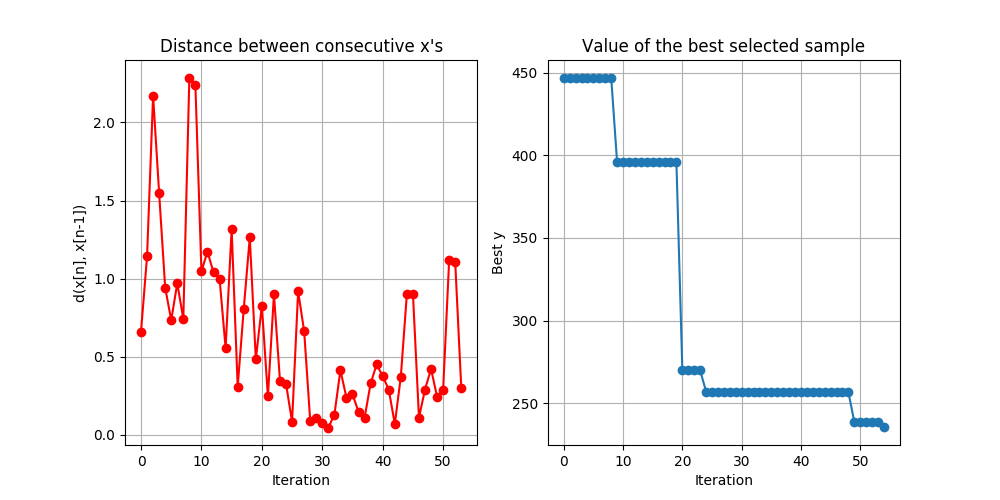 Distance between consecutive x's
d(x[n], x[n-1])
2.0
1.5
1.0
0.5
0.0
0 10 20 30 40 50
Iteration
Value of the best selected sample
Best y
450
400
350
300
250
0 10 20 30 40 50
Iteration